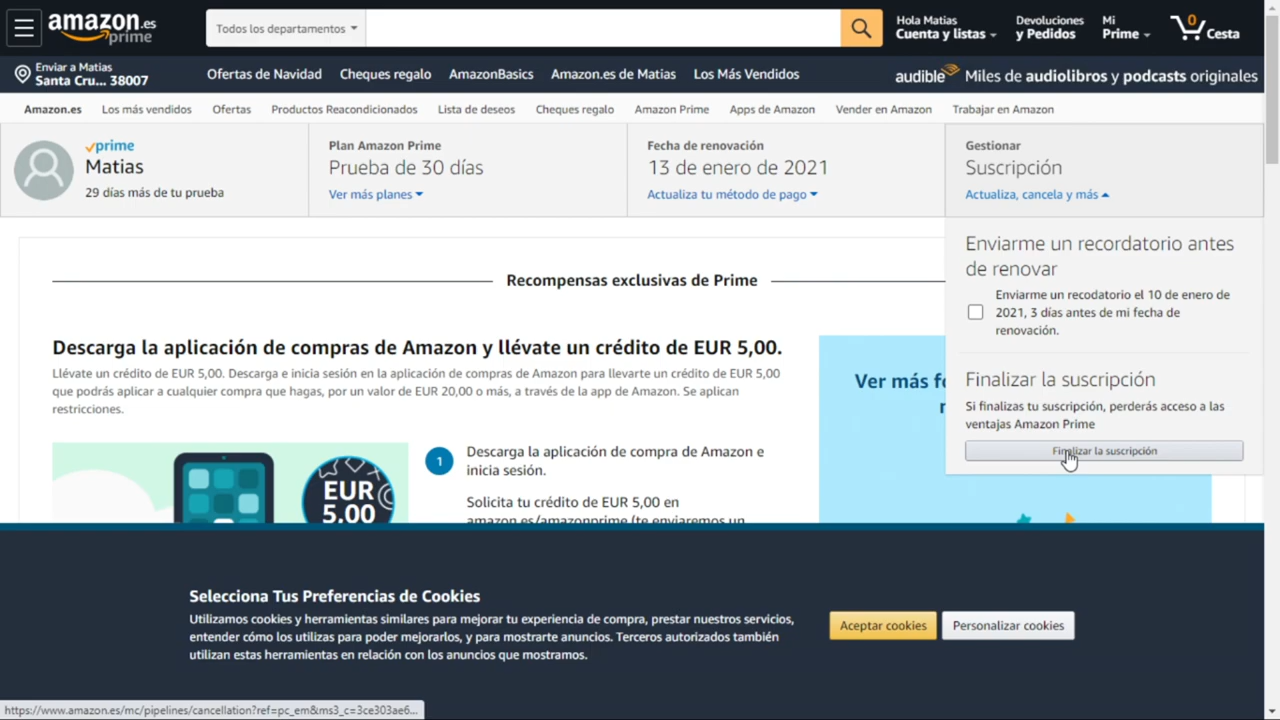 amazon.es
prime
Todos los departamentos
Hola Matias
Cuenta y listas
Devoluciones
y Pedidos
Mi
Prime
0
Cesta
Enviar a Matias
Santa Cru... 38007
Ofertas de Navidad
Cheques regalo
AmazonBasics
Amazon.es de Matias
Los Más Vendidos
audible Miles de audiolibros y podcasts originales
Amazon.es
Los más vendidos
Ofertas
Productos Reacondicionados
Lista de deseos
Cheques regalo
Amazon Prime
Apps de Amazon
Vender en Amazon
Trabajar en Amazon
prime
Matias
29 días más de tu prueba
Plan Amazon Prime
Prueba de 30 días
Ver más planes
Fecha de renovación
13 de enero de 2021
Actualiza tu método de pago
Gestionar
Suscripción
Actualiza, cancela y más
Enviarme un recordatorio antes
de renovar
Enviarme un recodatorio el 10 de enero de
2021, 3 días antes de mi fecha de
renovación.
Finalizar la suscripción
Si finalizas tu suscripción, perderás acceso a las
ventajas Amazon Prime
Finalizar la suscripción
Recompensas exclusivas de Prime
Descarga la aplicación de compras de Amazon y llévate un crédito de EUR 5,00.
Llévate un crédito de EUR 5,00. Descarga e inicia sesión en la aplicación de compras de Amazon para llevarte un crédito de EUR 5,00
que podrás aplicar a cualquier compra que hagas, por un valor de EUR 20,00 o más, a través de la app de Amazon. Se aplican
restricciones.
EUR
5,00
1
Descarga la aplicación de compra de Amazon e
inicia sesión.
Solicita tu crédito de EUR 5,00 en
amazon.es/amazonprime (te enviaremos un
Ver más
Selecciona Tus Preferencias de Cookies
Utilizamos cookies y herramientas similares para mejorar tu experiencia de compra, prestar nuestros servicios,
entender cómo los utilizas para poder mejorarlos, y para mostrarte anuncios. Terceros autorizados también
utilizan estas herramientas en relación con los anuncios que mostramos.
Aceptar cookies
Personalizar cookies
https://www.amazon.es/mc/pipelines/cancellation?ref=pc_em&ms3_c=3ce303ae6...